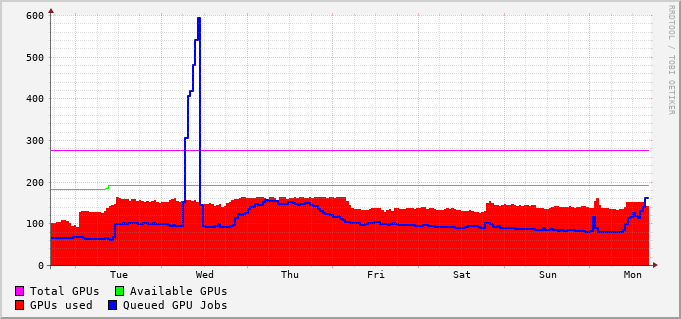 600
500
400
300
200
100
0
Tue Wed Thu Fri Sat Sun Mon
Total GPUs Available GPUs
GPUs used Queued GPU Jobs
RRDTOOL / TOBI OETIKER